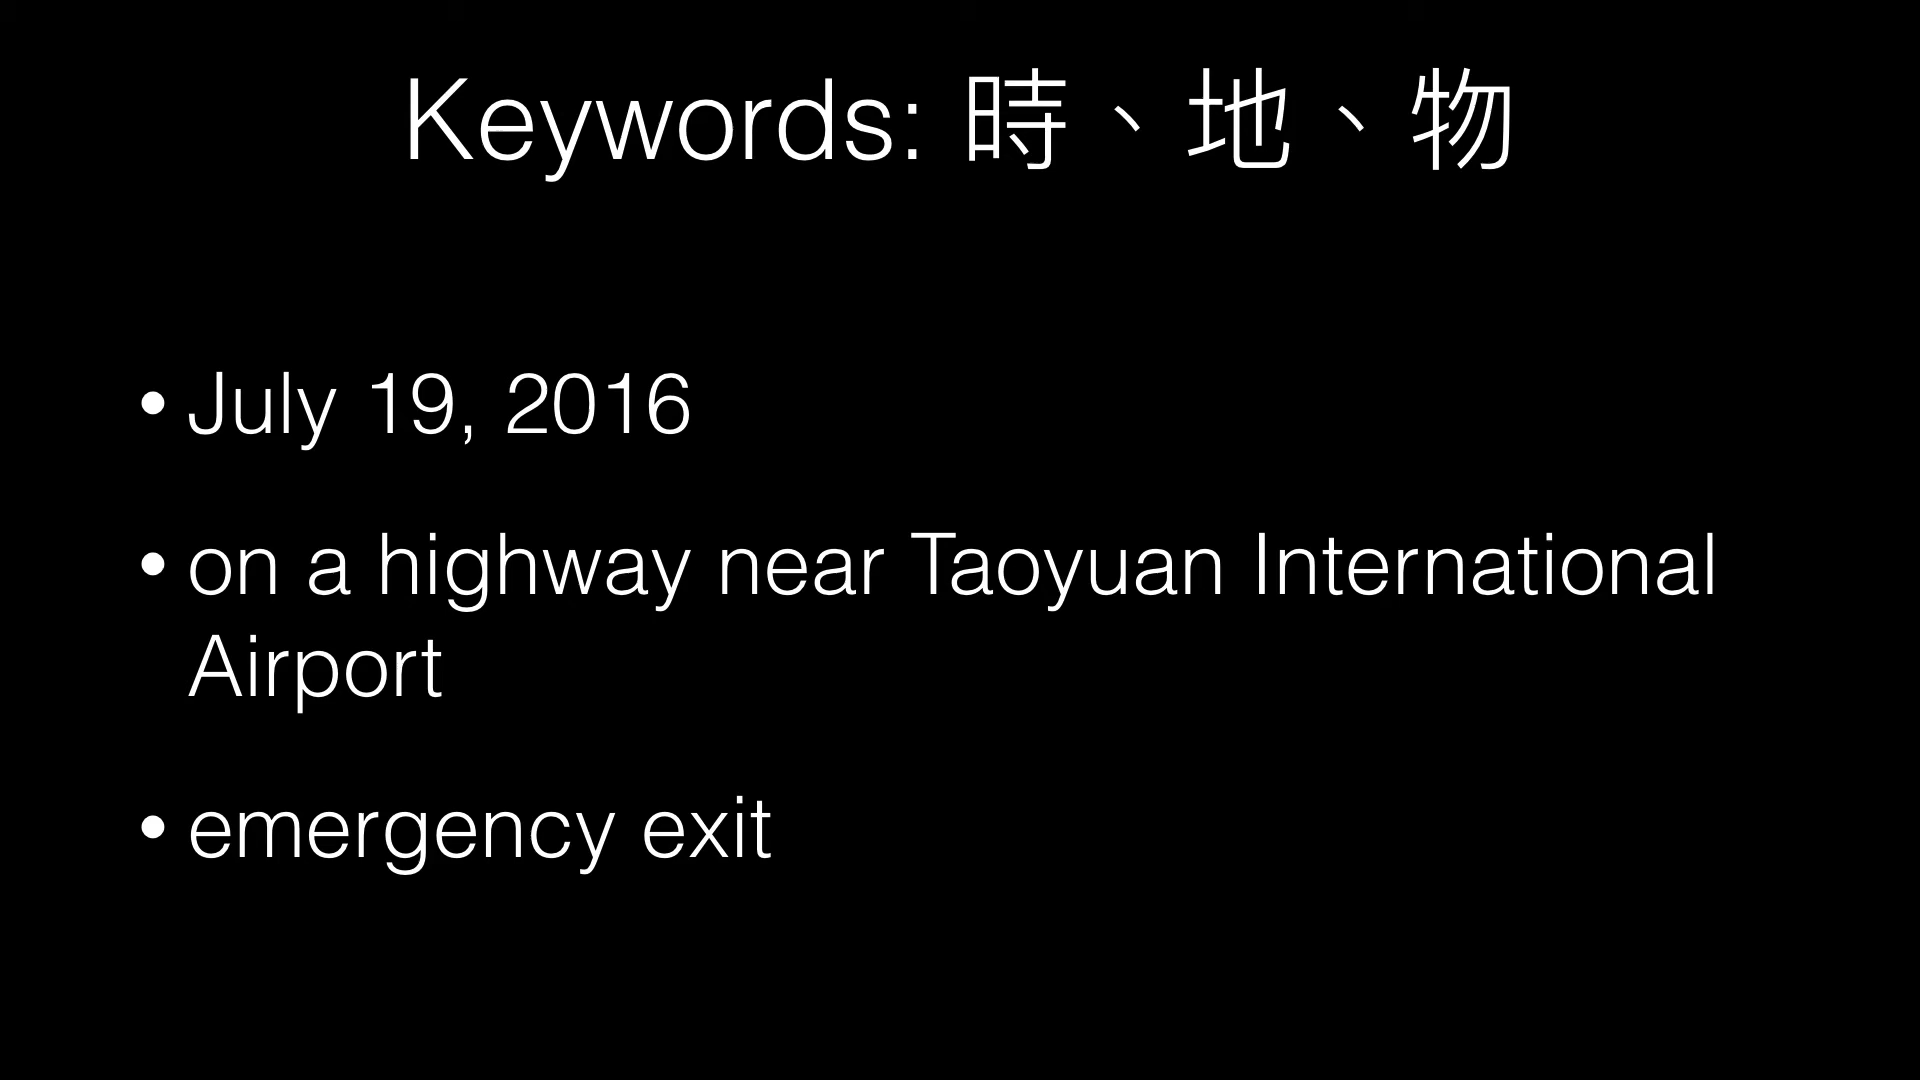 Keywords: 時、地、物
• July 19, 2016
• on a highway near Taoyuan International
Airport
• emergency exit